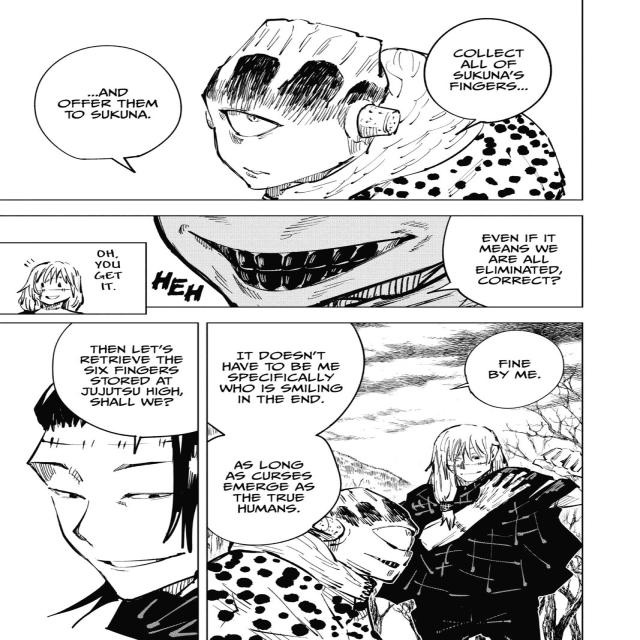 COLLECT
ALL OF
SUKUNA'S
FINGERS...
...AND
OFFER THEM
TO SUKUNA.
EVEN IF IT
MEANS WE
ARE ALL
ELIMINATED,
CORRECT?
HEH
OH,
YOU
GET
IT.
FINE
BY ME.
IT DOESN'T
HAVE TO BE ME
SPECIFICALLY
WHO IS SMILING
IN THE END.
AS LONG
AS CURSES
EMERGE AS
THE TRUE
HUMANS.
THEN LET'S
RETRIEVE THE
SIX FINGERS
STORED AT
JUJUTSU HIGH,
SHALL WE?